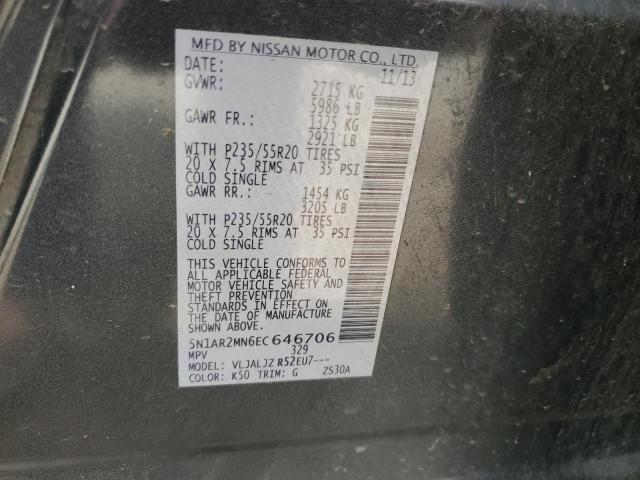 MFD BY NISSAN MOTOR CO., LTD.
DATE: 11/13
GVWR: 2715 KG
5986 LB
GAWR FR.: 1325 KG
2921 LB
WITH P235/55R20 TIRES
20 X 7.5 RIMS AT 35 PSI
COLD SINGLE
GAWR RR.: 1454 KG
3205 LB
WITH P235/55R20 TIRES
20 X 7.5 RIMS AT 35 PSI
COLD SINGLE
THIS VEHICLE CONFORMS TO
ALL APPLICABLE FEDERAL
MOTOR VEHICLE SAFETY AND
THEFT PREVENTION
STANDARDS IN EFFECT ON
THE DATE OF MANUFACTURE
SHOWN ABOVE.
5N1AR2MN6EC646706
MPV 329
MODEL: VLJALJZ R52EU7---
COLOR: K50 TRIM: G ZS30A